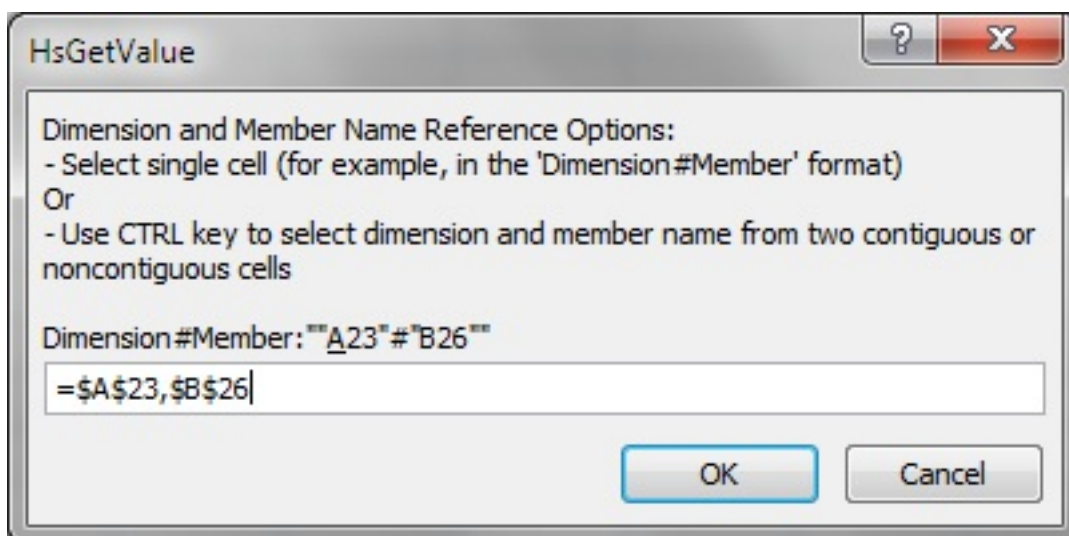 HsGetValue
Dimension and Member Name Reference Options:
- Select single cell (for example, in the 'Dimension#Member' format)
Or
- Use CTRL key to select dimension and member name from two contiguous or
noncontiguous cells
Dimension#Member:""A23"#"B26""
=$A$23,$B$26
OK Cancel